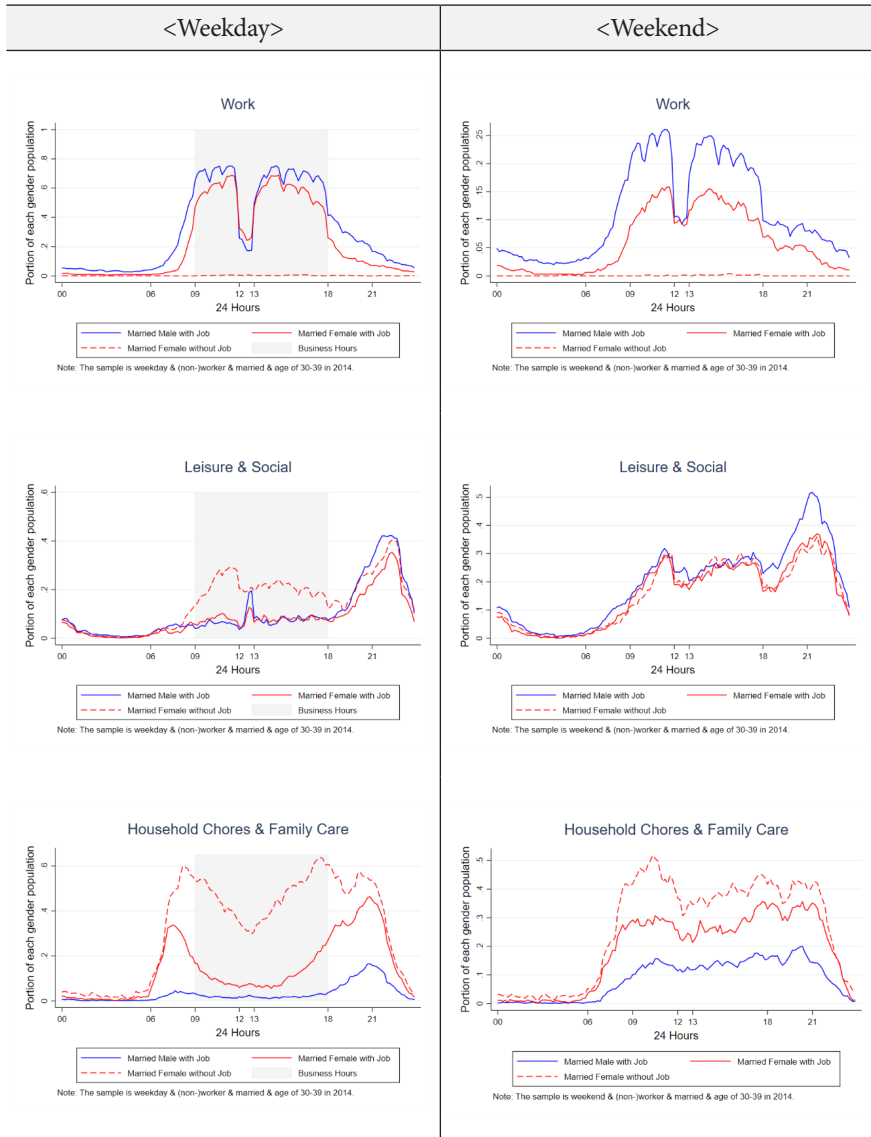 <Weekday>
<Weekend>
Work
Portion of each gender population
0 .2 .4 .6 .8 1
00 06 09 12 13 18 21
24 Hours
Married Male with Job Married Female with Job
Married Female without Job Business Hours
Note: The sample is weekday & (non-)worker & married & age of 30-39 in 2014.
Work
Portion of each gender population
0 .05 .1 .15 .2 .25
00 06 09 12 13 18 21
24 Hours
Married Male with Job Married Female with Job
Married Female without Job
Note: The sample is weekend & (non-)worker & married & age of 30-39 in 2014.
Leisure & Social
Portion of each gender population
0 .2 .4 .6
00 06 09 12 13 18 21
24 Hours
Married Male with Job Married Female with Job
Married Female without Job Business Hours
Note: The sample is weekday & (non-)worker & married & age of 30-39 in 2014.
Leisure & Social
Portion of each gender population
0 .1 .2 .3 .4 .5
00 06 09 12 13 18 21
24 Hours
Married Male with Job Married Female with Job
Married Female without Job
Note: The sample is weekend & (non-)worker & married & age of 30-39 in 2014.
Household Chores & Family Care
Portion of each gender population
0 .2 .4 .6
00 06 09 12 13 18 21
24 Hours
Married Male with Job Married Female with Job
Married Female without Job Business Hours
Note: The sample is weekday & (non-)worker & married & age of 30-39 in 2014.
Household Chores & Family Care
Portion of each gender population
0 .1 .2 .3 .4 .5
00 06 09 12 13 18 21
24 Hours
Married Male with Job Married Female with Job
Married Female without Job
Note: The sample is weekend & (non-)worker & married & age of 30-39 in 2014.